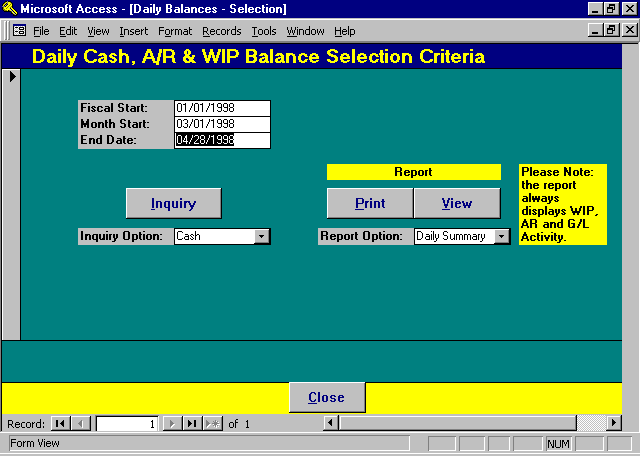 Microsoft Access - [Daily Balances - Selection]
File Edit View Insert Format Records Tools Window Help
Daily Cash, A/R & WIP Balance Selection Criteria
Fiscal Start: 01/01/1998
Month Start: 03/01/1998
End Date: 04/28/1998
Report
Please Note:
the report
always
displays WIP,
AR and G/L
Activity.
Inquiry
Print
View
Inquiry Option: Cash
Report Option: Daily Summary
Close
Record: 1 of 1
Form View
NUM